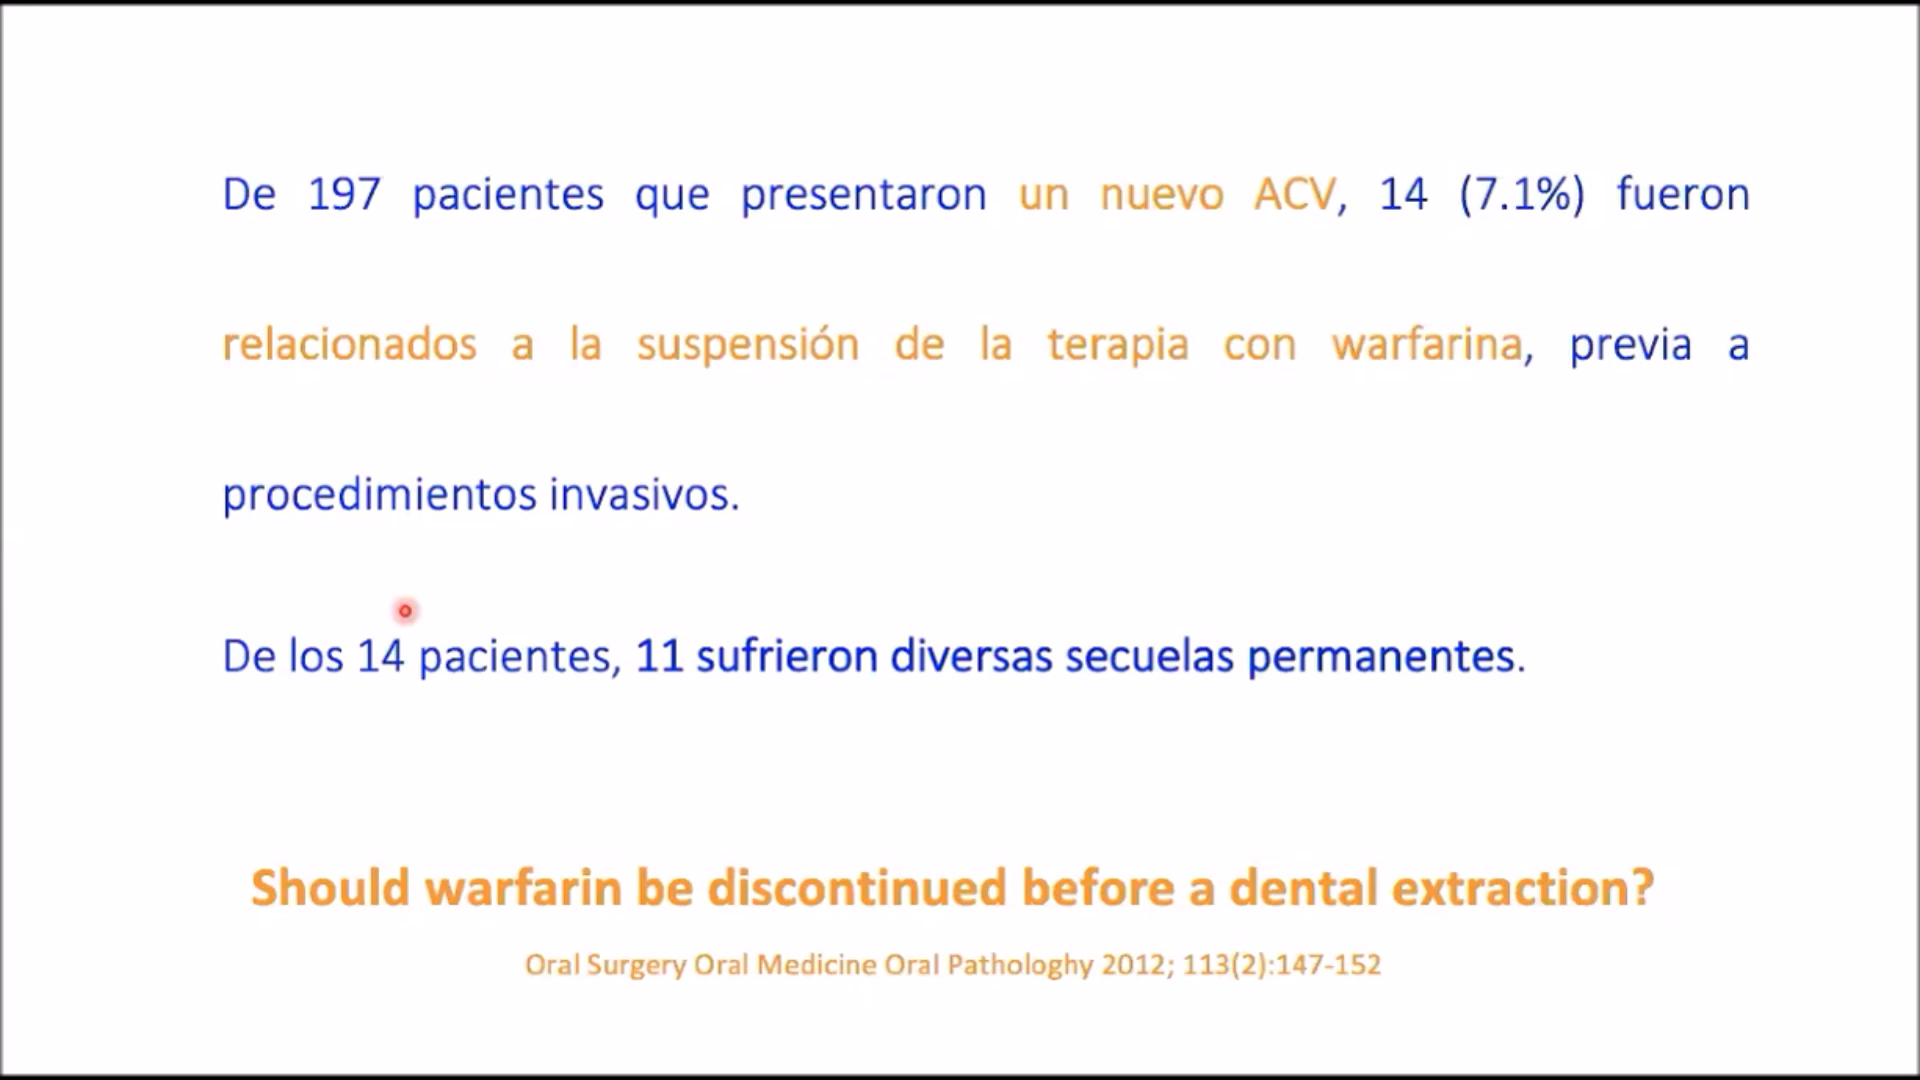 De 197 pacientes que presentaron un nuevo ACV, 14 (7.1%) fueron
relacionados a la suspensión de la terapia con warfarina, previa a
procedimientos invasivos.
De los 14 pacientes, 11 sufrieron diversas secuelas permanentes.
Should warfarin be discontinued before a dental extraction?
Oral Surgery Oral Medicine Oral Pathologhy 2012; 113(2):147-152